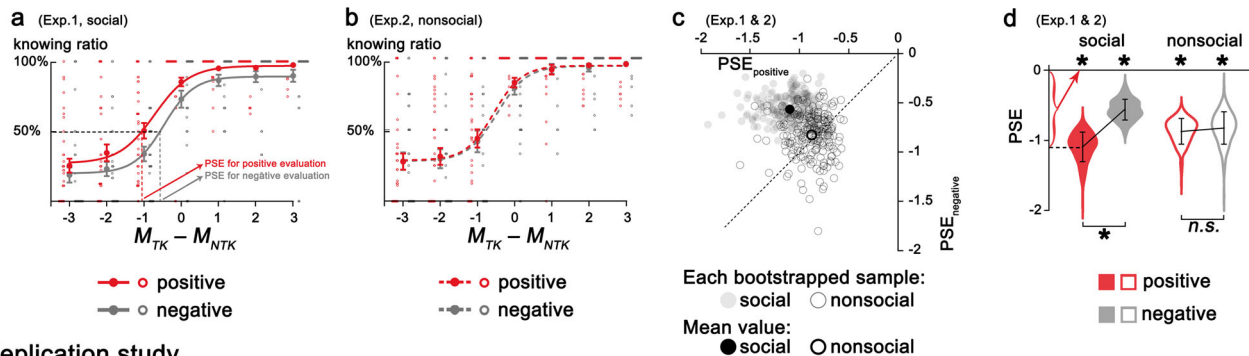 a (Exp.1, social)
knowing ratio
100%
50%
PSE for positive evaluation
PSE for negative evaluation
-3 -2 -1 0 1 2 3
M_TK − M_NTK
positive
negative
b (Exp.2, nonsocial)
knowing ratio
100%
50%
-3 -2 -1 0 1 2 3
M_TK − M_NTK
positive
negative
c (Exp.1 & 2)
-2 -1.5 -1 -0.5 0
PSE_positive
0
-0.5
-1
-1.5
-2
PSE_negative
Each bootstrapped sample:
social nonsocial
Mean value:
social nonsocial
d (Exp.1 & 2)
social nonsocial
* * * *
0
-1
-2
PSE
* n.s.
positive
negative
eplication study